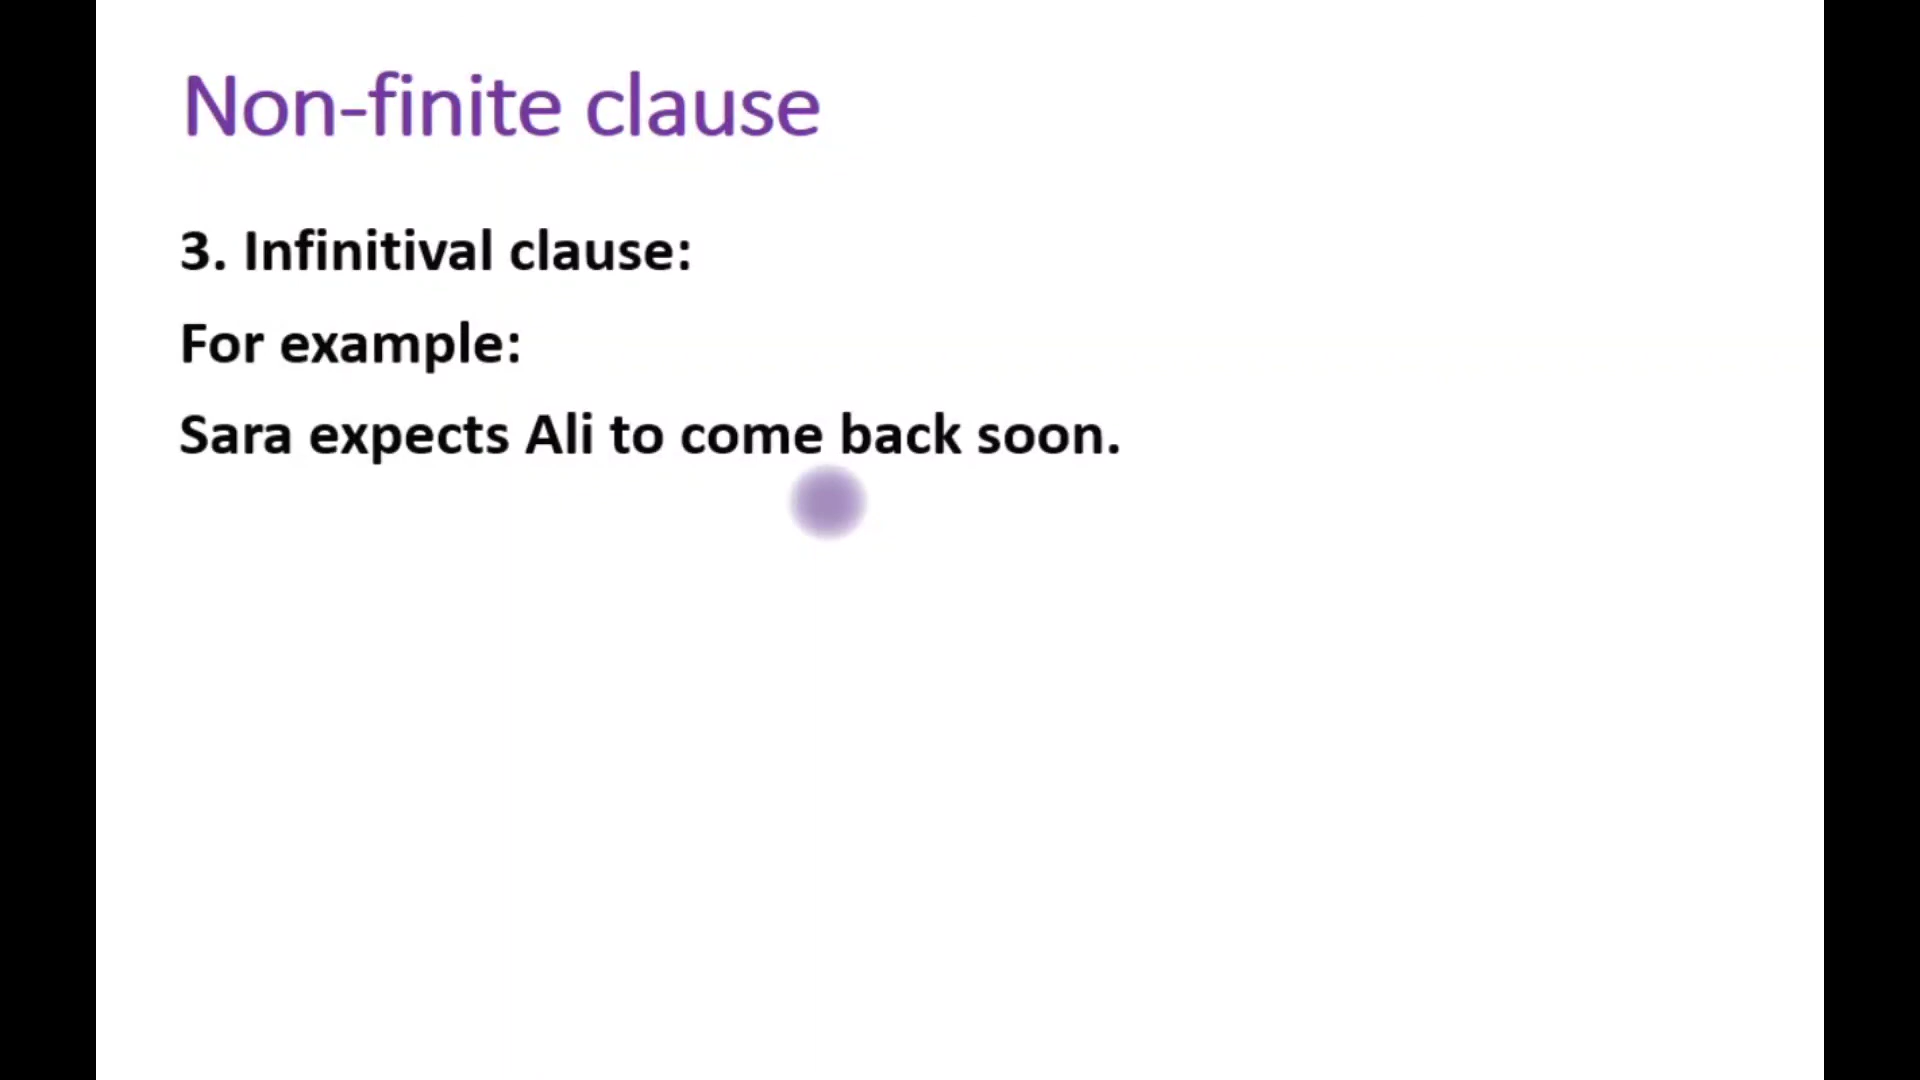 Non-finite clause
3. Infinitival clause:
For example:
Sara expects Ali to come back soon.